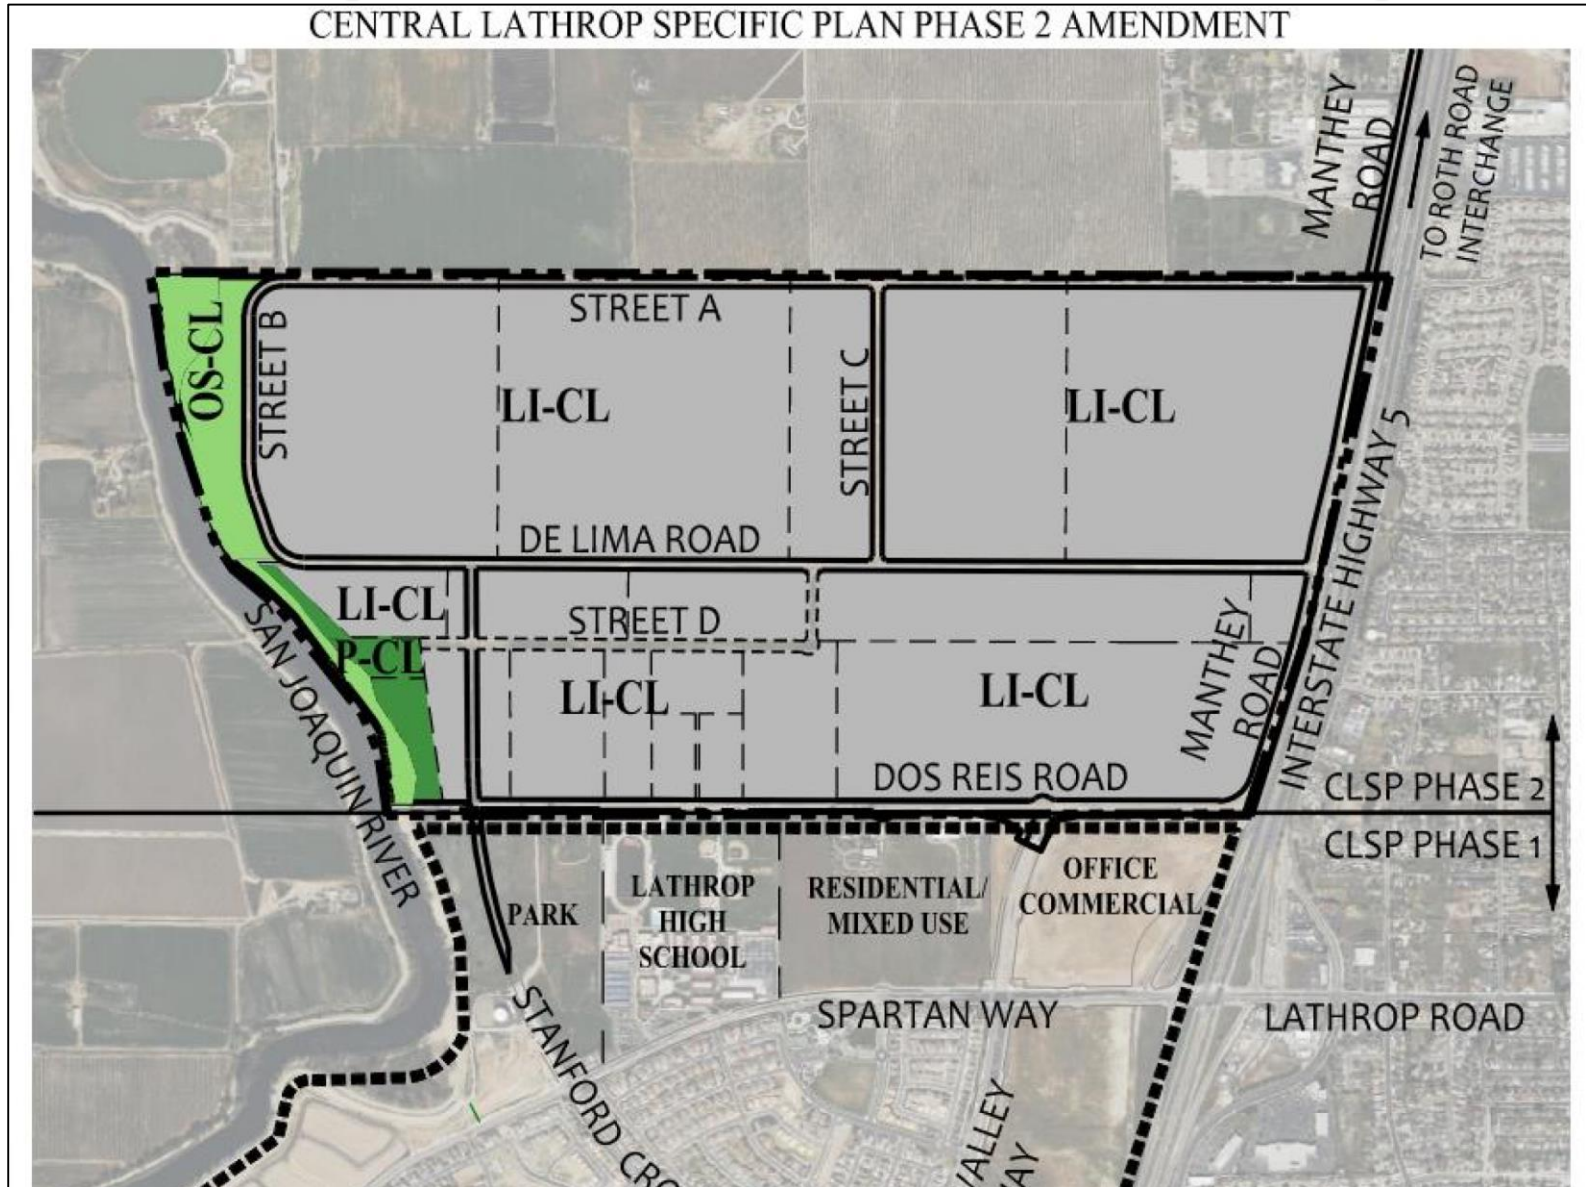 CENTRAL LATHROP SPECIFIC PLAN PHASE 2 AMENDMENT
MANTHEY
ROAD
TO ROTH ROAD
INTERCHANGE
OS-CL
STREET B
STREET A
LI-CL
STREET C
LI-CL
DE LIMA ROAD
INTERSTATE HIGHWAY 5
LI-CL
STREET D
P-CL
LI-CL
LI-CL
MANTHEY
ROAD
SAN JOAQUIN RIVER
DOS REIS ROAD
CLSP PHASE 2
CLSP PHASE 1
PARK
LATHROP
HIGH
SCHOOL
RESIDENTIAL/
MIXED USE
OFFICE
COMMERCIAL
SPARTAN WAY
LATHROP ROAD
STANFORD CRO
VALLEY
WAY